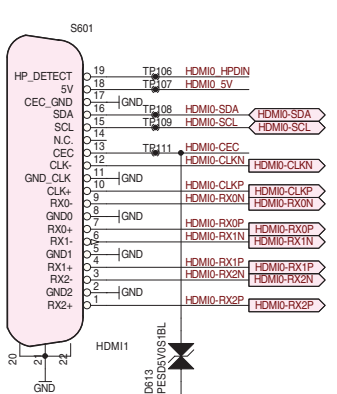 S601
HP_DETECT 19 TP106 HDMI0_HPDIN
5V 18 TP107 HDMI0_5V
CEC_GND 17 GND
SDA 16 TP108 HDMI0-SDA HDMI0-SDA
SCL 15 TP109 HDMI0-SCL HDMI0-SCL
N.C. 14
CEC 13 TP111 HDMI0-CEC
CLK- 12 HDMI0-CLKN HDMI0-CLKN
GND_CLK 11 GND
CLK+ 10 HDMI0-CLKP HDMI0-CLKP
RX0- 9 HDMI0-RX0N HDMI0-RX0N
GND0 8 GND
RX0+ 7 HDMI0-RX0P HDMI0-RX0P
RX1- 6 HDMI0-RX1N HDMI0-RX1N
GND1 5 GND
RX1+ 4 HDMI0-RX1P HDMI0-RX1P
RX2- 3 HDMI0-RX2N HDMI0-RX2N
GND2 2 GND
RX2+ 1 HDMI0-RX2P HDMI0-RX2P
20 21 22
HDMI1
GND
D613
PESD5V0S1BL